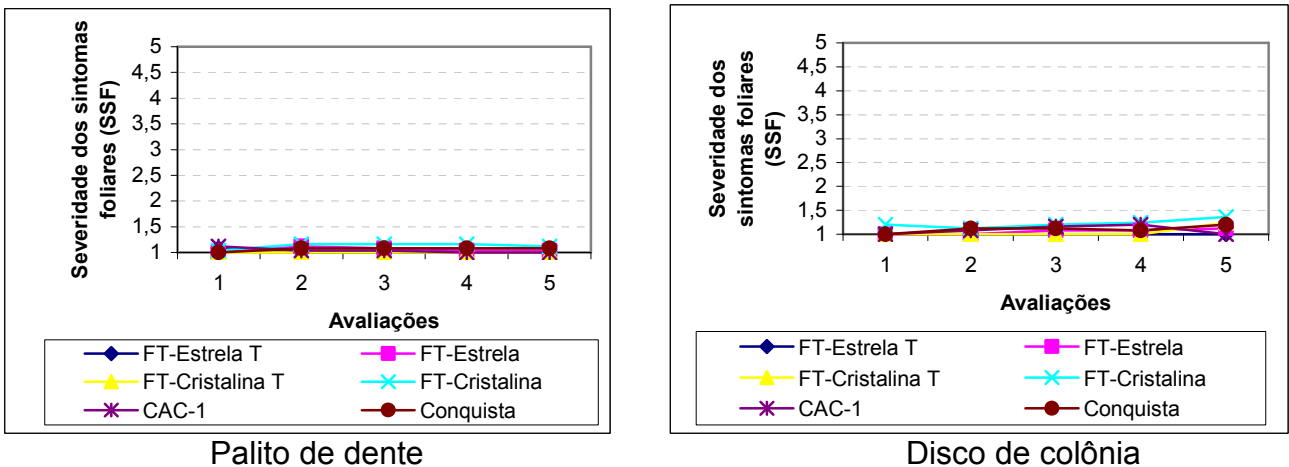 Severidade dos sintomas
foliares (SSF)
5
4,5
4
3,5
3
2,5
2
1,5
1
1 2 3 4 5
Avaliações
FT-Estrela T FT-Estrela
FT-Cristalina T FT-Cristalina
CAC-1 Conquista
Palito de dente
Severidade dos
sintomas foliares
(SSF)
5
4,5
4
3,5
3
2,5
2
1,5
1
1 2 3 4 5
Avaliações
FT-Estrela T FT-Estrela
FT-Cristalina T FT-Cristalina
CAC-1 Conquista
Disco de colônia